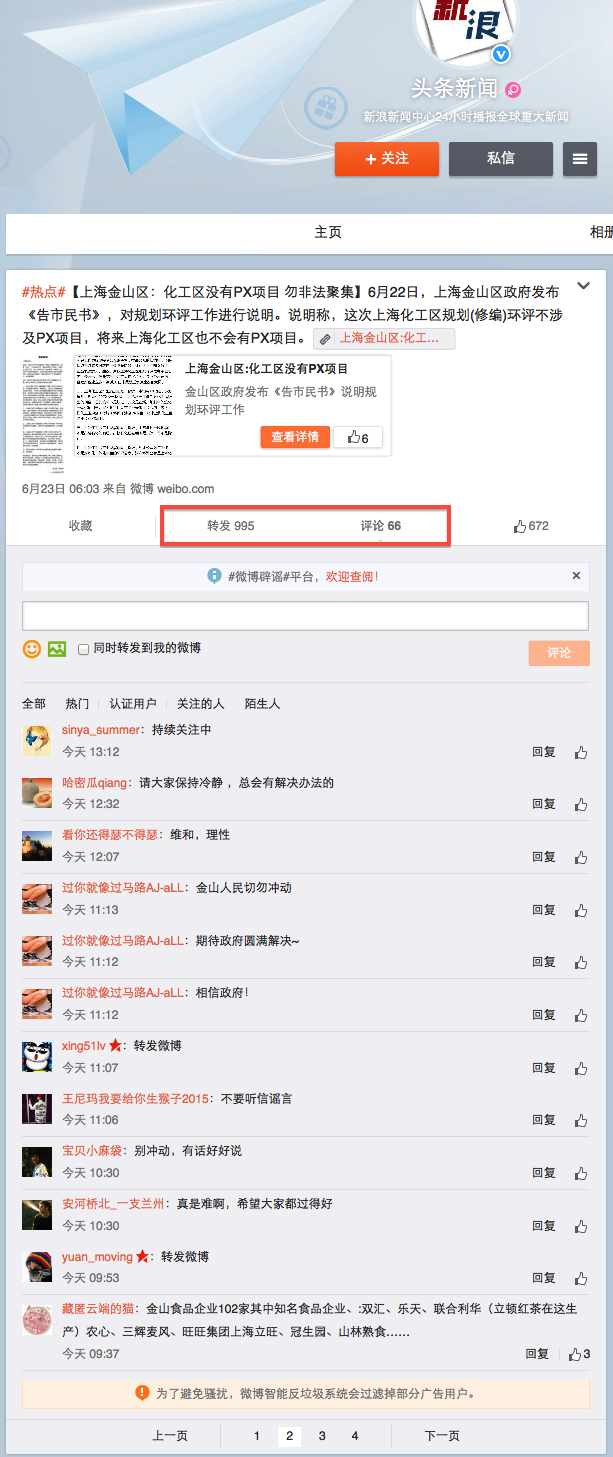 新浪
头条新闻
新浪新闻中心24小时播报全球重大新闻
+ 关注 私信
主页 相册
#热点#【上海金山区：化工区没有PX项目 勿非法聚集】6月22日，上海金山区政府发布
《告市民书》，对规划环评工作进行说明。说明称，这次上海化工区规划(修编)环评不涉
及PX项目，将来上海化工区也不会有PX项目。 上海金山区:化工...
上海金山区:化工区没有PX项目
金山区政府发布《告市民书》说明规
划环评工作
查看详情 6
6月23日 06:03 来自 微博 weibo.com
收藏 转发 995 评论 66 672
#微博辟谣#平台，欢迎查阅！ ×
同时转发到我的微博 评论
全部 热门 认证用户 关注的人 陌生人
sinya_summer：持续关注中
今天 13:12 回复
哈密瓜qiang：请大家保持冷静 ，总会有解决办法的
今天 12:32 回复
看你还得瑟不得瑟：维和，理性
今天 12:07 回复
过你就像过马路AJ-aLL：金山人民切勿冲动
今天 11:13 回复
过你就像过马路AJ-aLL：期待政府圆满解决~
今天 11:12 回复
过你就像过马路AJ-aLL：相信政府！
今天 11:12 回复
xing51lv ：转发微博
今天 11:07 回复
王尼玛我要给你生猴子2015：不要听信谣言
今天 11:06 回复
宝贝小麻袋：别冲动，有话好好说
今天 10:30 回复
安河桥北_一支兰州：真是难啊，希望大家都过得好
今天 10:30 回复
yuan_moving ：转发微博
今天 09:53 回复
藏匿云端的猫：金山食品企业102家其中知名食品企业、:双汇、乐天、联合利华（立顿红茶在这生
产）农心、三辉麦风、旺旺集团上海立旺、冠生园、山林熟食......
今天 09:37 回复 3
为了避免骚扰，微博智能反垃圾系统会过滤掉部分广告用户。
上一页 1 2 3 4 下一页